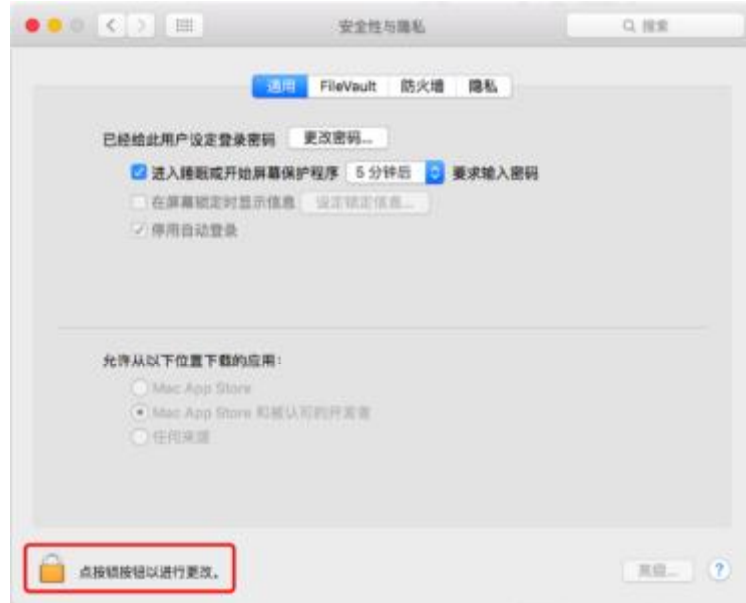 安全性与隐私
搜索
通用 FileVault 防火墙 隐私
已经给此用户设定登录密码 更改密码...
进入睡眠或开始屏幕保护程序 5 分钟后 要求输入密码
在屏幕锁定时显示信息 设定锁定信息...
停用自动登录
允许从以下位置下载的应用：
Mac App Store
Mac App Store 和被认可的开发者
任何来源
点按锁按钮以进行更改。
高级... ?